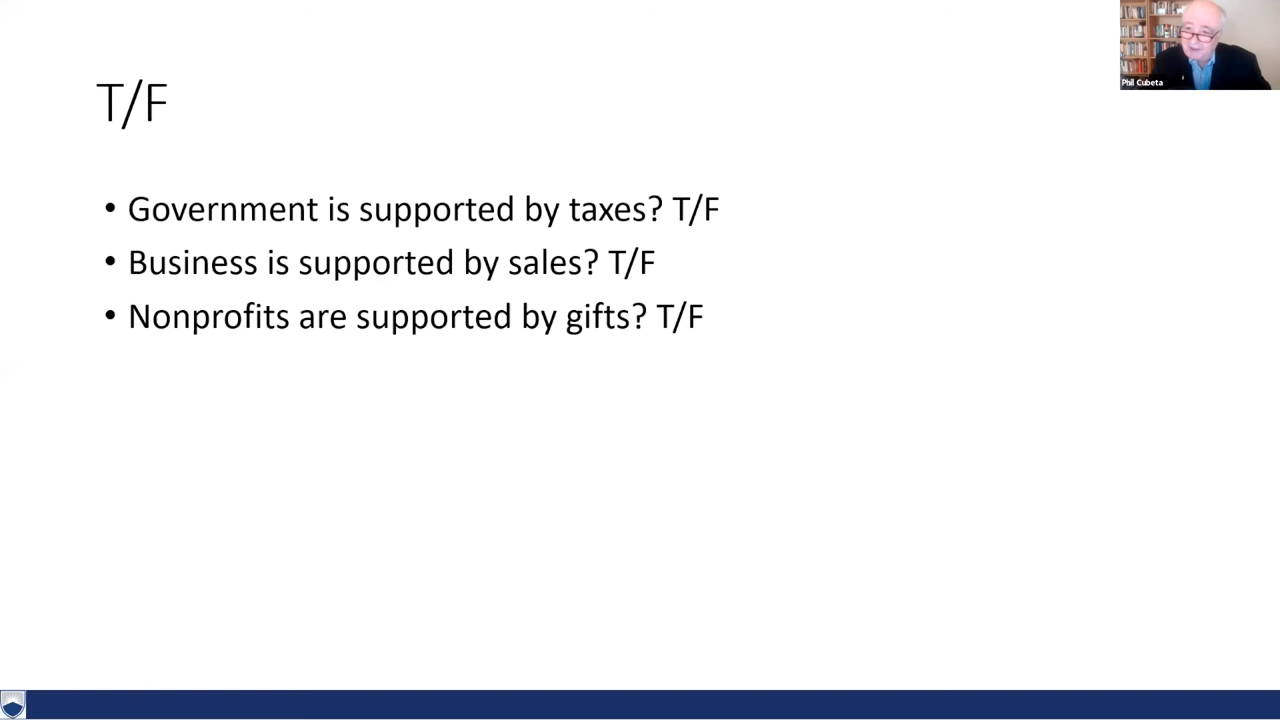 T/F
• Government is supported by taxes? T/F
• Business is supported by sales? T/F
• Nonprofits are supported by gifts? T/F
Phil Cubeta